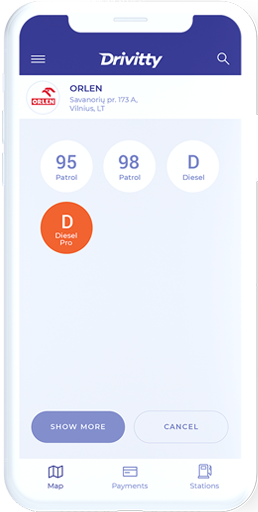 Drivitty
ORLEN
ORLEN
Savanorių pr. 173 A,
Vilnius, LT
95
Patrol
98
Patrol
D
Diesel
D
Diesel
Pro
SHOW MORE
CANCEL
Map
Payments
Stations